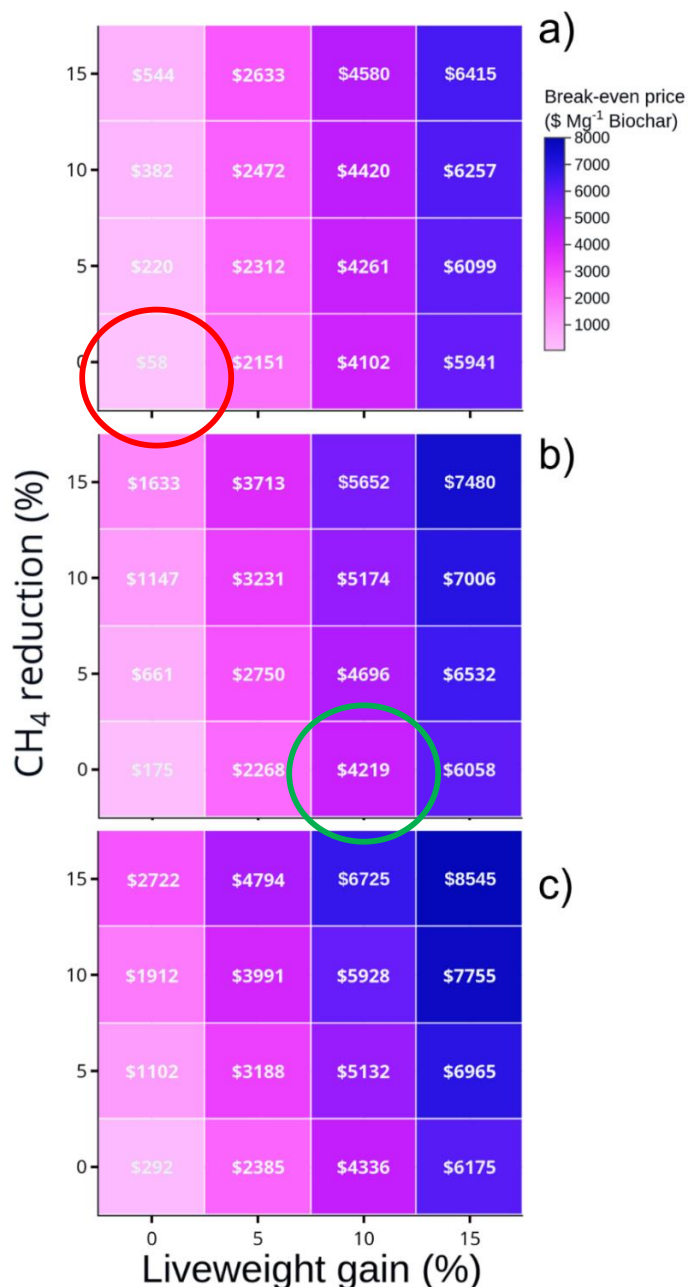 a)
Break-even price
($ Mg⁻¹ Biochar)
8000
7000
6000
5000
4000
3000
2000
1000
15 $544 $2633 $4580 $6415
10 $382 $2472 $4420 $6257
5 $220 $2312 $4261 $6099
0 $58 $2151 $4102 $5941
b)
CH₄ reduction (%)
15 $1633 $3713 $5652 $7480
10 $1147 $3231 $5174 $7006
5 $661 $2750 $4696 $6532
0 $175 $2268 $4219 $6058
c)
15 $2722 $4794 $6725 $8545
10 $1912 $3991 $5928 $7755
5 $1102 $3188 $5132 $6965
0 $292 $2385 $4336 $6175
0 5 10 15
Liveweight gain (%)